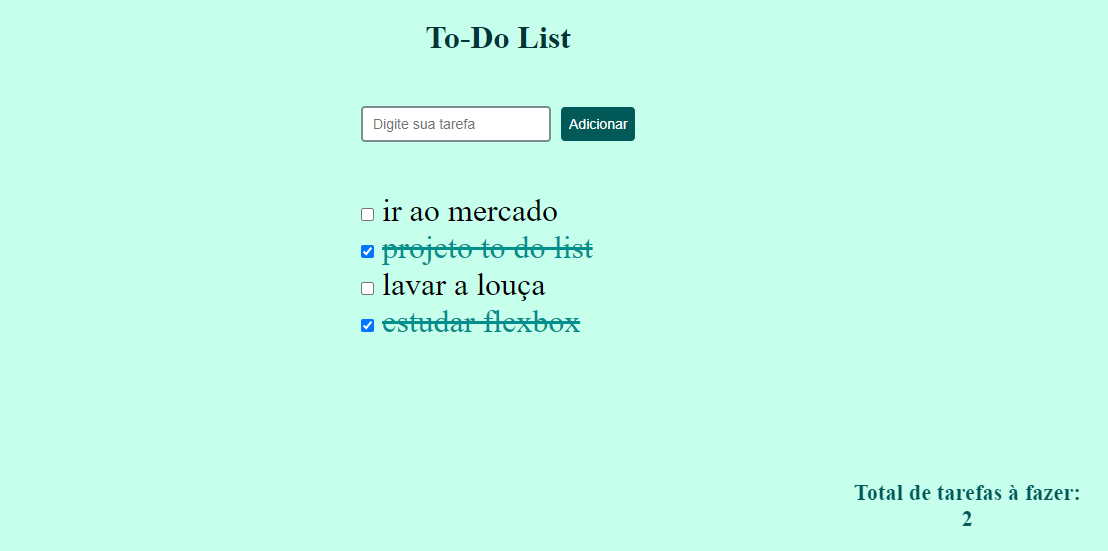 To-Do List
Digite sua tarefa
Adicionar
ir ao mercado
projeto to do list
lavar a louça
estudar flexbox
Total de tarefas à fazer:
2